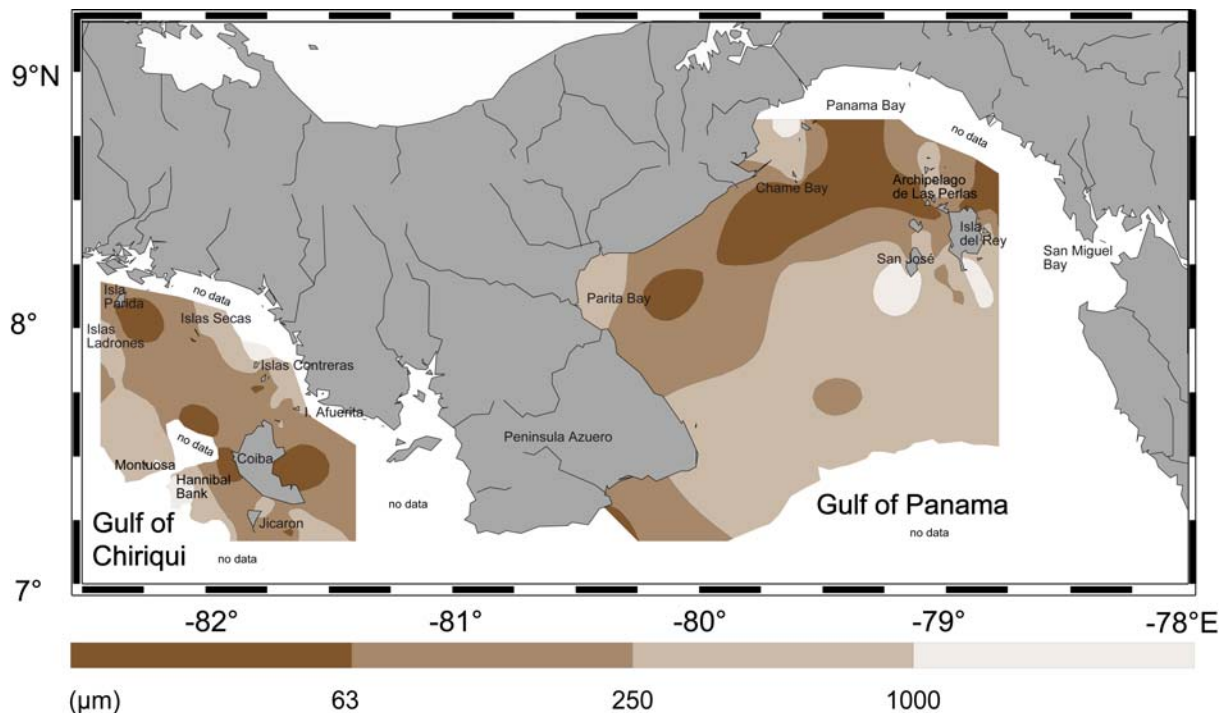 9°N
8°
7°
Panama Bay
no data
Chame Bay
Archipelago
de Las Perlas
Isla
del Rey
San José
San Miguel
Bay
Parita Bay
no data
Isla
Parida
Islas Secas
Islas
Ladrones
Islas Contreras
I. Afuerita
no data
Coiba
Montuosa
Hannibal
Bank
Jicaron
Peninsula Azuero
no data
Gulf of
Chiriqui
no data
Gulf of Panama
no data
-82°
-81°
-80°
-79°
-78°E
(µm)
63
250
1000